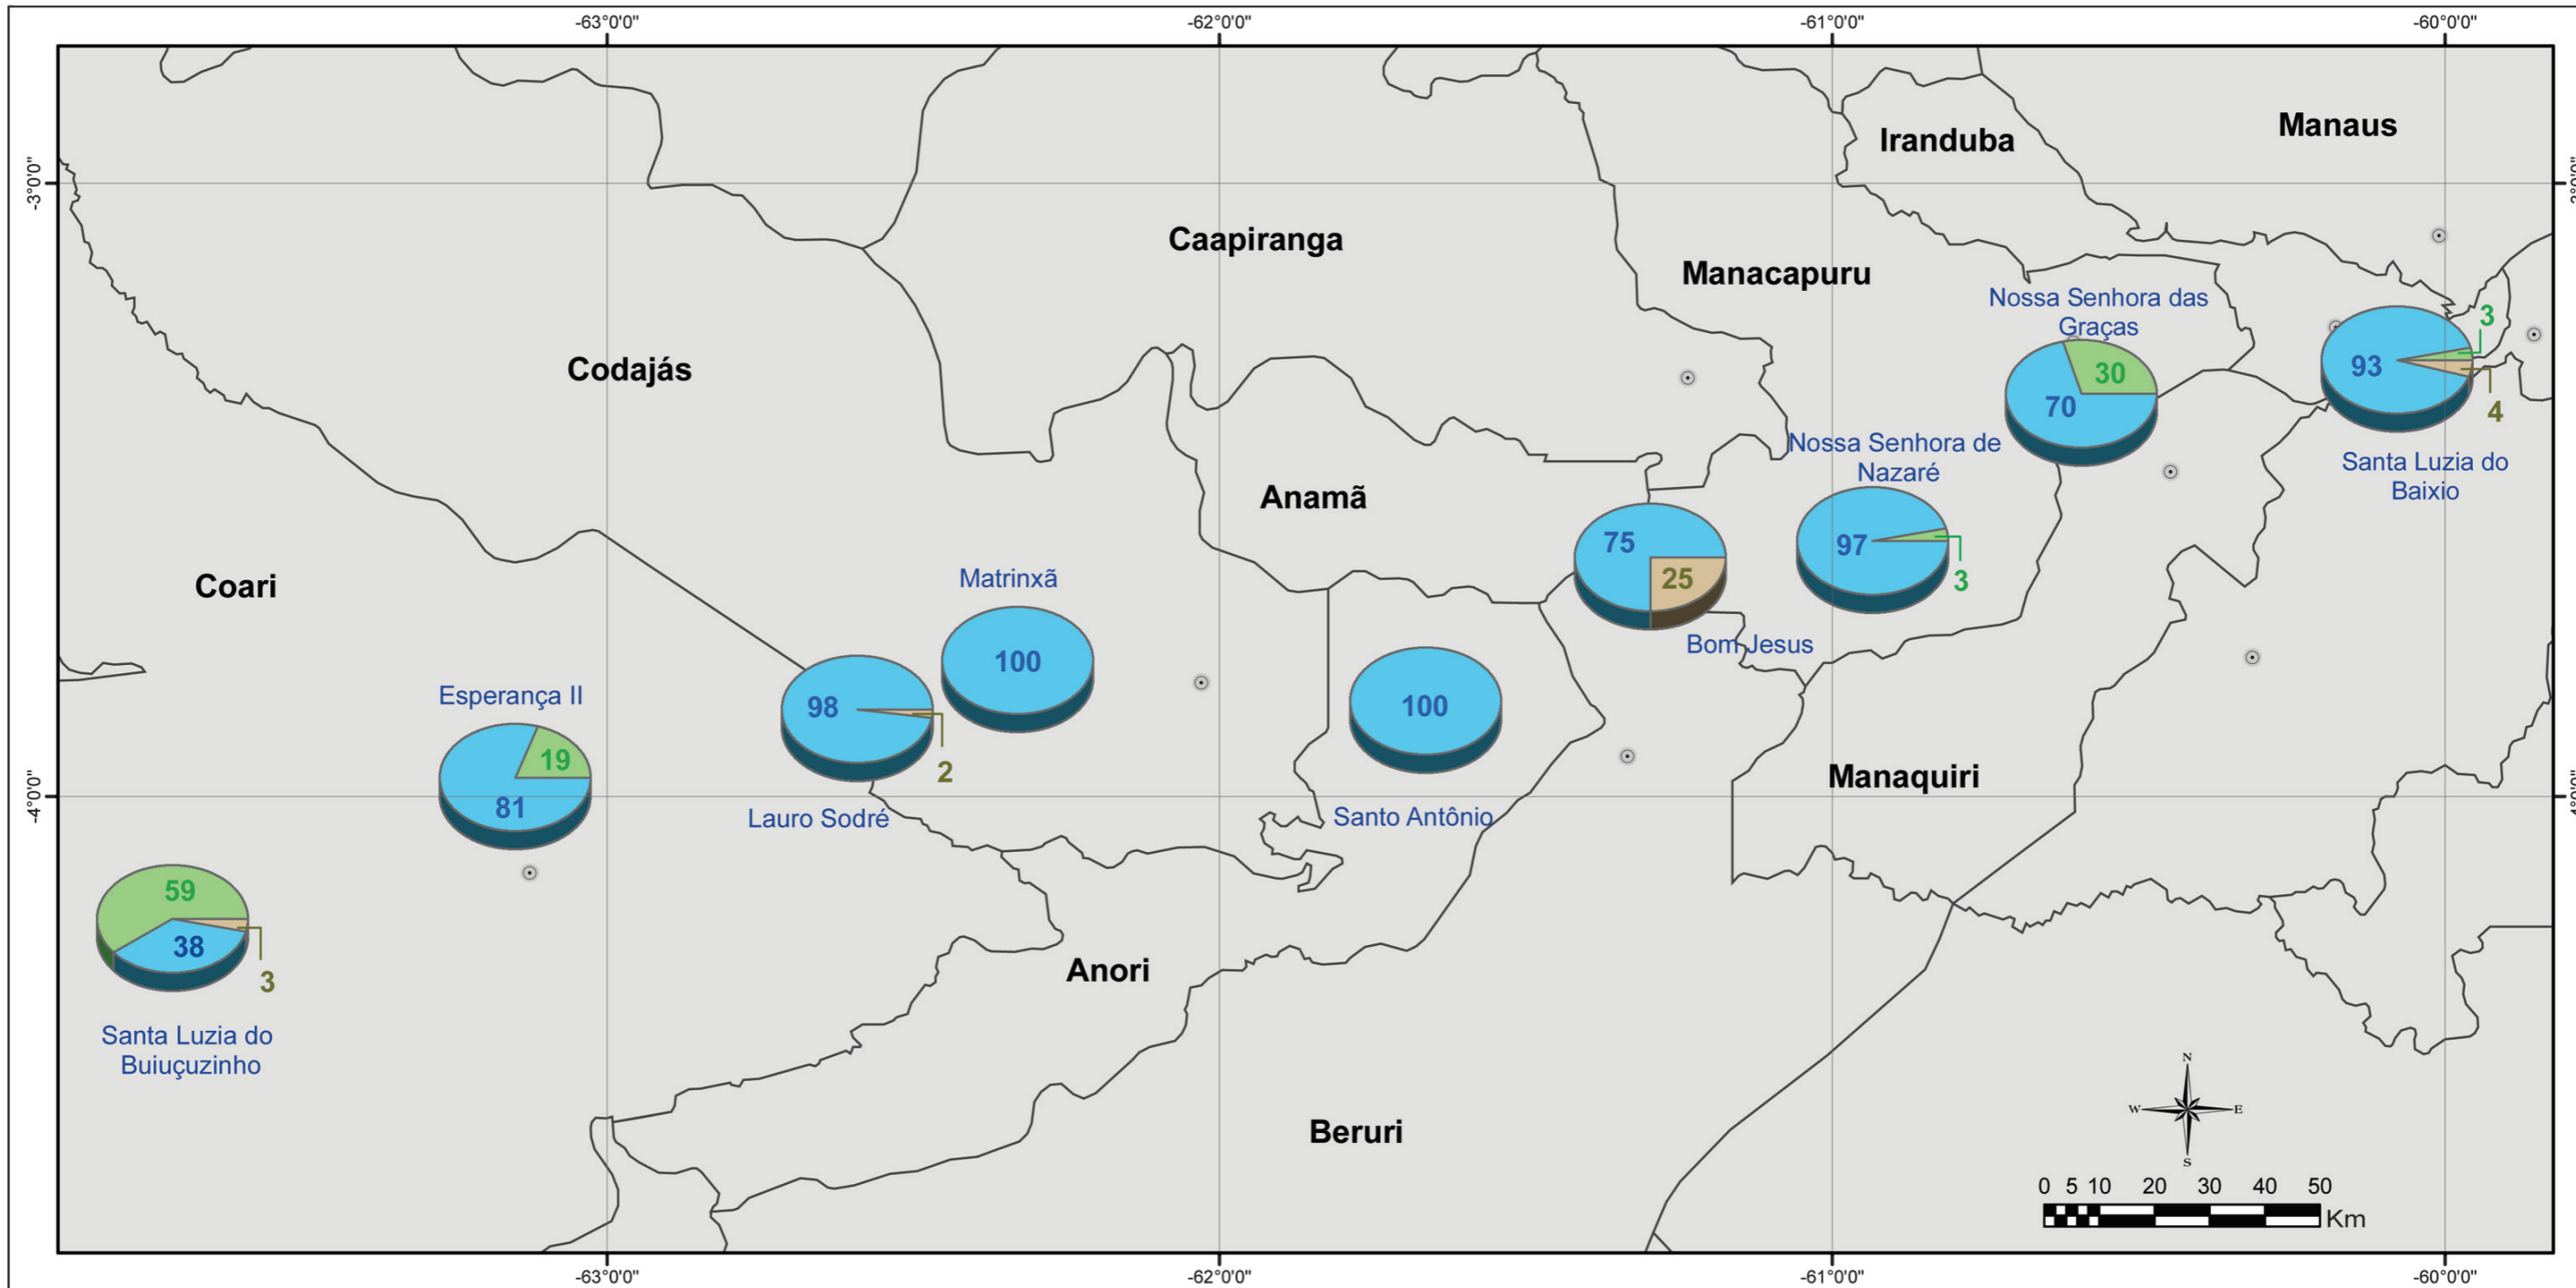 -63°0'0"
-62°0'0"
-61°0'0"
-60°0'0"
Manaus
Iranduba
-3°0'0"
Caapiranga
Manacapuru
Nossa Senhora das
Graças
3
93
4
Codajás
30
70
Nossa Senhora de
Nazaré
Santa Luzia do
Baixio
Anamã
75
25
97
3
Coari
Matrinxã
Bom Jesus
100
Esperança II
98
2
100
19
81
Manaquiri
-4°0'0"
Lauro Sodré
Santo Antônio
59
38
3
Anori
Santa Luzia do
Buiuçuzinho
Beruri
N
W
E
S
0 5 10 20 30 40 50
Km
-63°0'0"
-62°0'0"
-61°0'0"
-60°0'0"